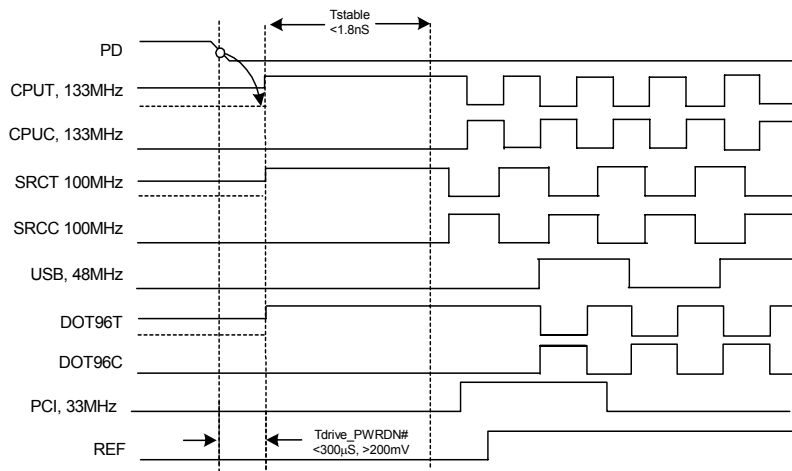 Tstable
<1.8nS
PD
CPUT, 133MHz
CPUC, 133MHz
SRCT 100MHz
SRCC 100MHz
USB, 48MHz
DOT96T
DOT96C
PCI, 33MHz
Tdrive_PWRDN#
<300µS, >200mV
REF